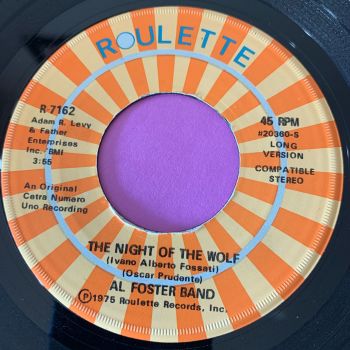 ROULETTE
R 7162
Adam R. Levy
& Father
Enterprises
Inc. BMI
3:55
An Original
Cetra Numero
Uno Recording
45 RPM
#20360-S
LONG
VERSION
COMPATIBLE
STEREO
THE NIGHT OF THE WOLF
(Ivano Alberto Fossati)
(Oscar Prudente)
AL FOSTER BAND
Ⓟ1975 Roulette Records, Inc.